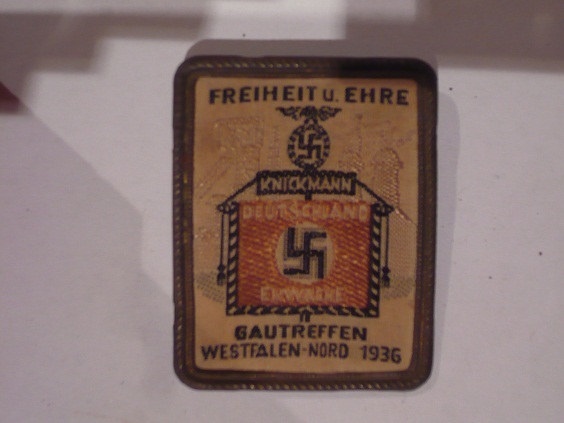 FREIHEIT u. EHRE
KNICKMANN
DEUTSCHLAND
ERWACHE
GAUTREFFEN
WESTFALEN-NORD 1936